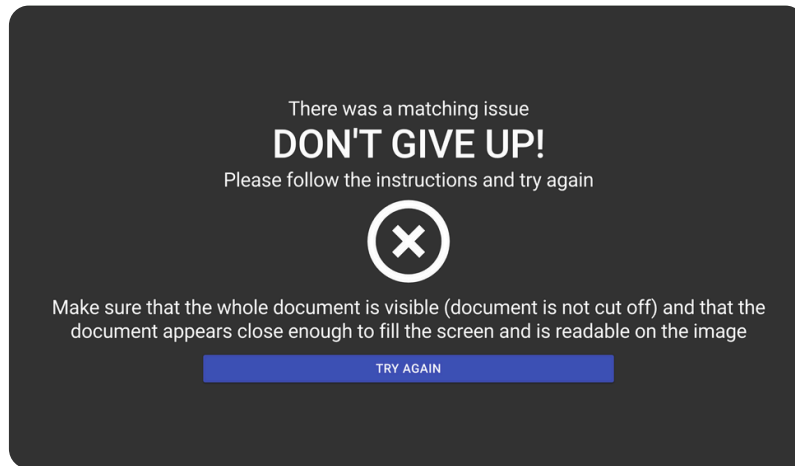 There was a matching issue
DON'T GIVE UP!
Please follow the instructions and try again
Make sure that the whole document is visible (document is not cut off) and that the
document appears close enough to fill the screen and is readable on the image
TRY AGAIN